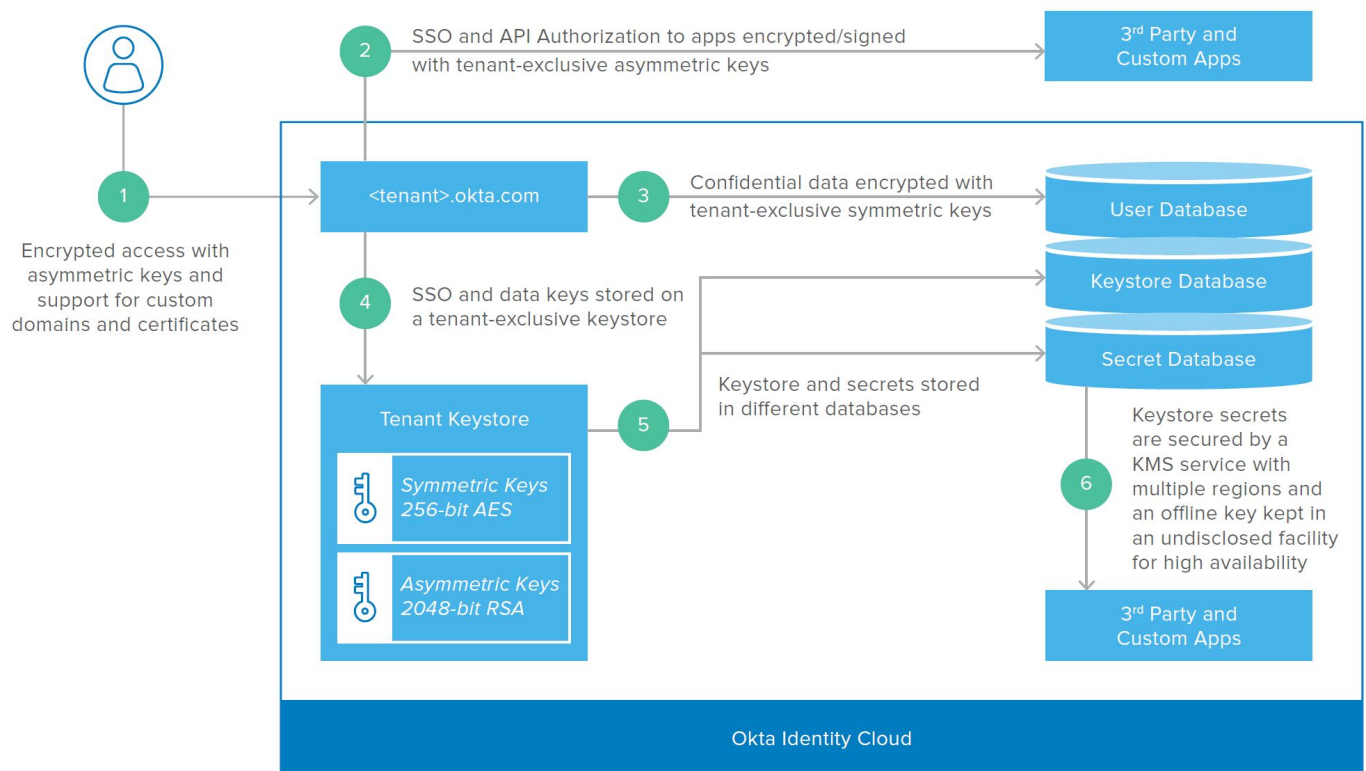 2
SSO and API Authorization to apps encrypted/signed
with tenant-exclusive asymmetric keys
3rd Party and
Custom Apps
1
Encrypted access with
asymmetric keys and
support for custom
domains and certificates
<tenant>.okta.com
3
Confidential data encrypted with
tenant-exclusive symmetric keys
User Database
Keystore Database
Secret Database
4
SSO and data keys stored on
a tenant-exclusive keystore
Tenant Keystore
Symmetric Keys
256-bit AES
Asymmetric Keys
2048-bit RSA
5
Keystore and secrets stored
in different databases
6
Keystore secrets
are secured by a
KMS service with
multiple regions and
an offline key kept in
an undisclosed facility
for high availability
3rd Party and
Custom Apps
Okta Identity Cloud